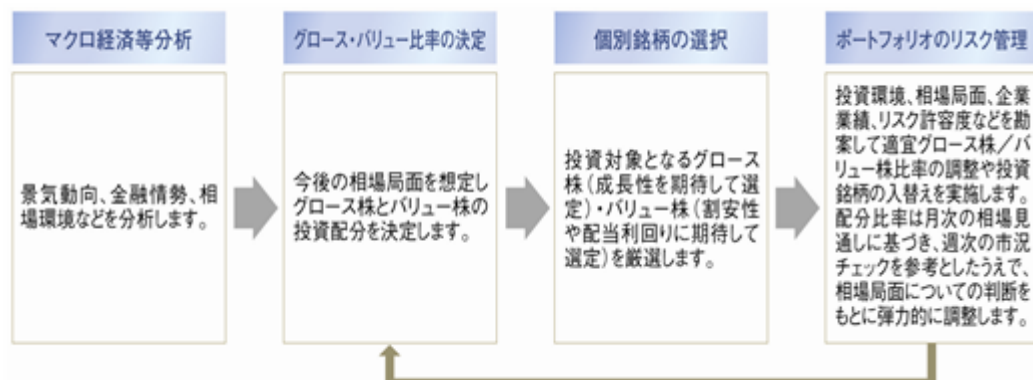 マクロ経済等分析
グロース・バリュー比率の決定
個別銘柄の選択
ポートフォリオのリスク管理
景気動向、金融情勢、相
場環境などを分析します。
今後の相場局面を想定し
グロース株とバリュー株の
投資配分を決定します。
投資対象となるグロース
株(成長性を期待して選
定)・バリュー株(割安性
や配当利回りに期待して
選定)を厳選します。
投資環境、相場局面、企業
業績、リスク許容度などを勘
案して適宜グロース株／バ
リュー株比率の調整や投資
銘柄の入替えを実施します。
配分比率は月次の相場見
通しに基づき、週次の市況
チェックを参考としたうえで、
相場局面についての判断を
もとに弾力的に調整します。